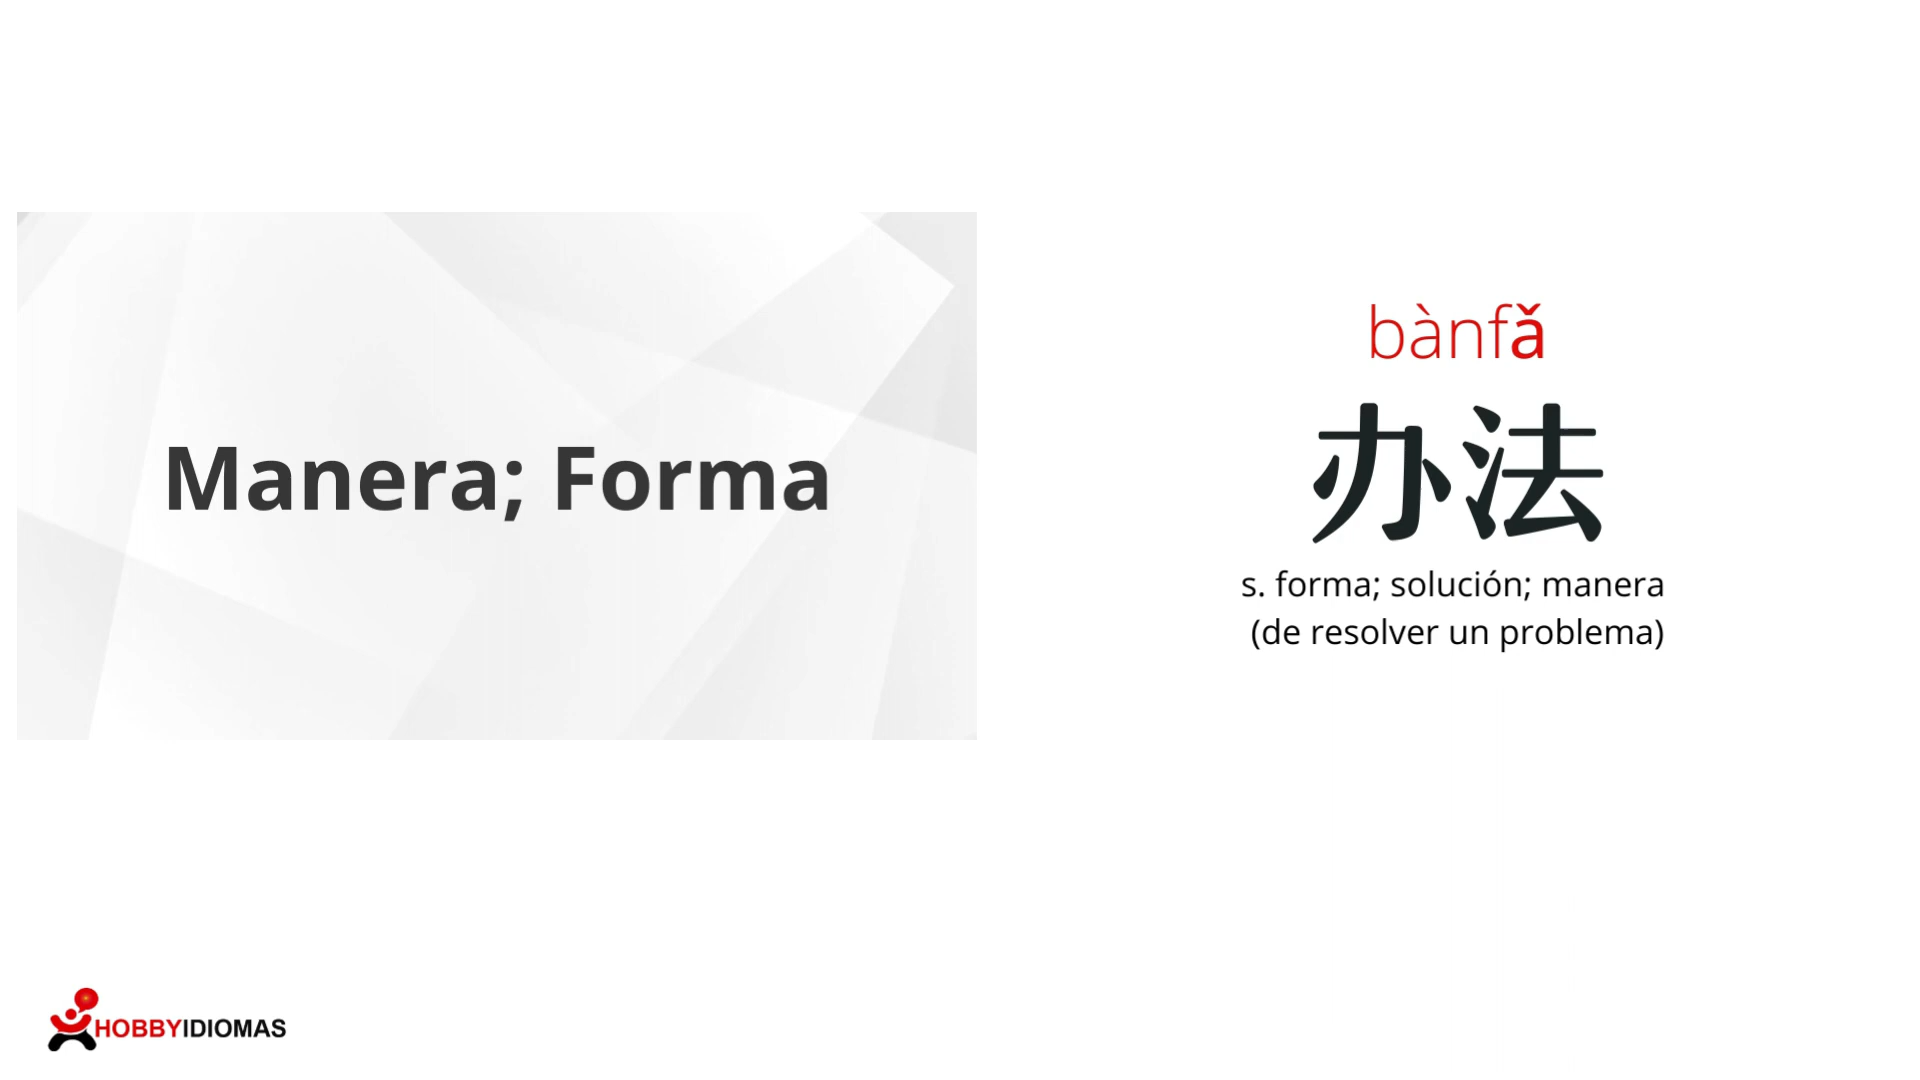 Manera; Forma
bànfǎ
办法
s. forma; solución; manera
(de resolver un problema)
HOBBYIDIOMAS